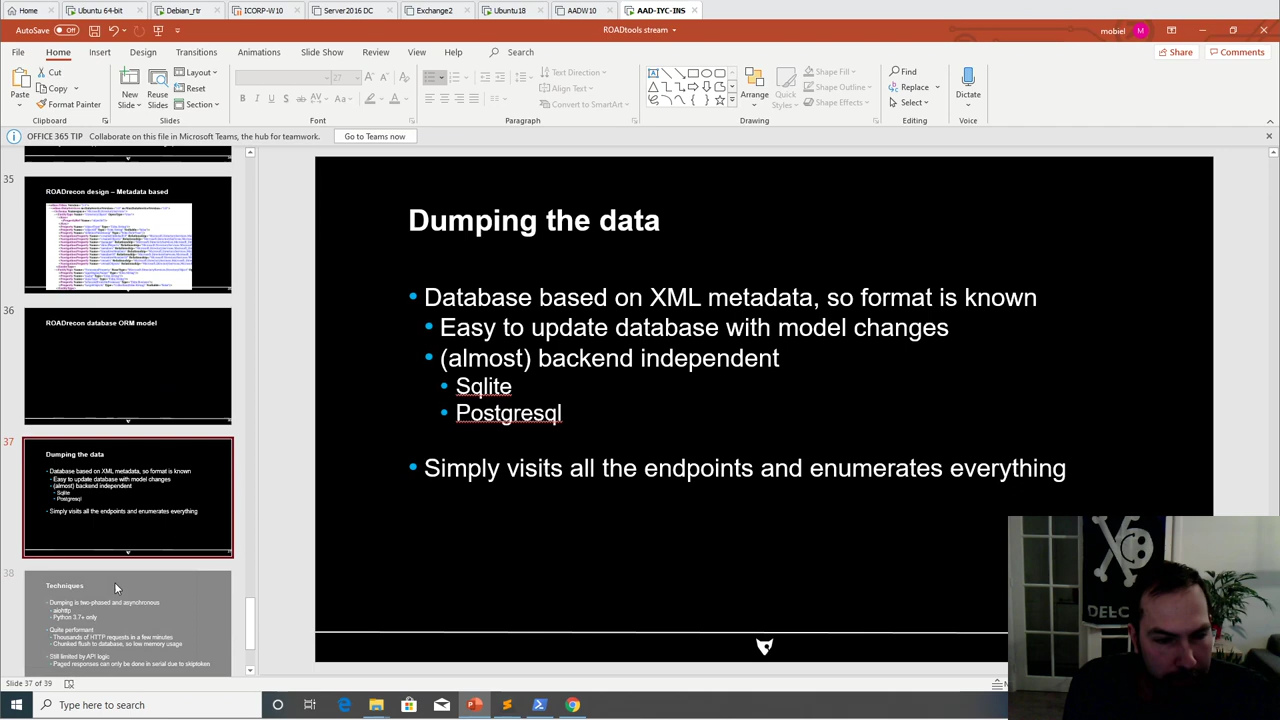 Home
Ubuntu 64-bit
Debian_rtr
ICORP-W10
Server2016 DC
Exchange2
Ubuntu18
AADW10
AAD-IYC-INS
AutoSave
Off
ROADtools stream
mobiel
M
File
Home
Insert
Design
Transitions
Animations
Slide Show
Review
View
Help
Search
Share
Comments
Paste
Cut
Copy
Format Painter
Clipboard
New
Slide
Reuse
Slides
Layout
Reset
Section
Slides
27
Font
Text Direction
Align Text
Convert to SmartArt
Paragraph
Arrange
Quick
Styles
Shape Fill
Shape Outline
Shape Effects
Drawing
Find
Replace
Select
Editing
Dictate
Voice
OFFICE 365 TIP
Collaborate on this file in Microsoft Teams, the hub for teamwork.
Go to Teams now
35
ROADrecon design – Metadata based
36
ROADrecon database ORM model
37
Dumping the data
Database based on XML metadata, so format is known
Easy to update database with model changes
(almost) backend independent
Sqlite
Postgresql
Simply visits all the endpoints and enumerates everything
38
Techniques
Dumping is two-phased and asynchronous
aiohttp
Python 3.7+ only
Quite performant
Thousands of HTTP requests in a few minutes
Chunked flush to database, so low memory usage
Still limited by API logic
Paged responses can only be done in serial due to skiptoken
Dumping the data
Database based on XML metadata, so format is known
Easy to update database with model changes
(almost) backend independent
Sqlite
Postgresql
Simply visits all the endpoints and enumerates everything
Slide 37 of 39
Type here to search